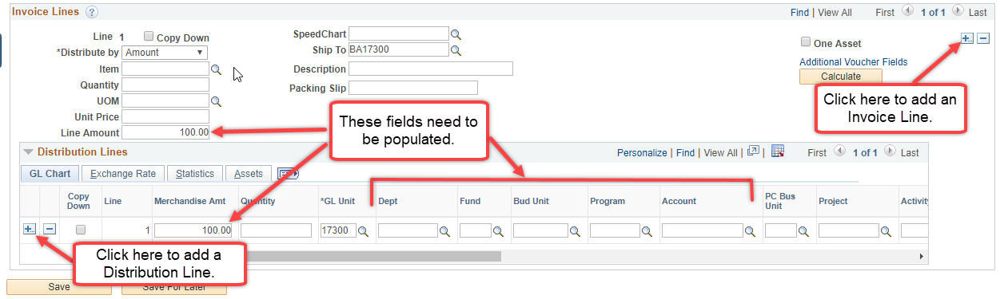 Invoice Lines ?
Find | View All First 1 of 1 Last
Line 1 Copy Down
*Distribute by Amount
Item
Quantity
UOM
Unit Price
Line Amount 100.00
SpeedChart
Ship To BA17300
Description
Packing Slip
One Asset
Additional Voucher Fields
Calculate
Click here to add an
Invoice Line.
These fields need to
be populated.
Distribution Lines
Personalize | Find | View All | | First 1 of 1 Last
GL Chart Exchange Rate Statistics Assets
Copy Down Line Merchandise Amt Quantity *GL Unit Dept Fund Bud Unit Program Account PC Bus Unit Project
1 100.00 17300
Click here to add a
Distribution Line.
Save Save For Later